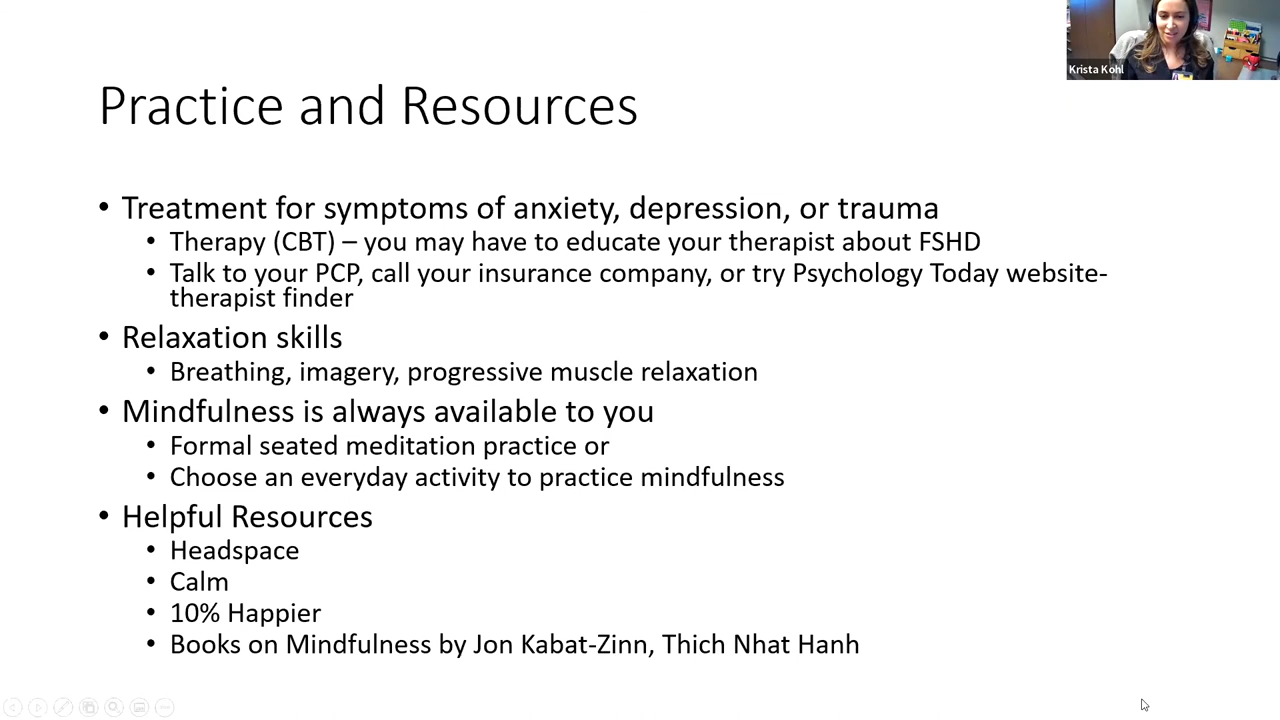 Krista Kohl
Practice and Resources
• Treatment for symptoms of anxiety, depression, or trauma
• Therapy (CBT) – you may have to educate your therapist about FSHD
• Talk to your PCP, call your insurance company, or try Psychology Today website-
therapist finder
• Relaxation skills
• Breathing, imagery, progressive muscle relaxation
• Mindfulness is always available to you
• Formal seated meditation practice or
• Choose an everyday activity to practice mindfulness
• Helpful Resources
• Headspace
• Calm
• 10% Happier
• Books on Mindfulness by Jon Kabat-Zinn, Thich Nhat Hanh